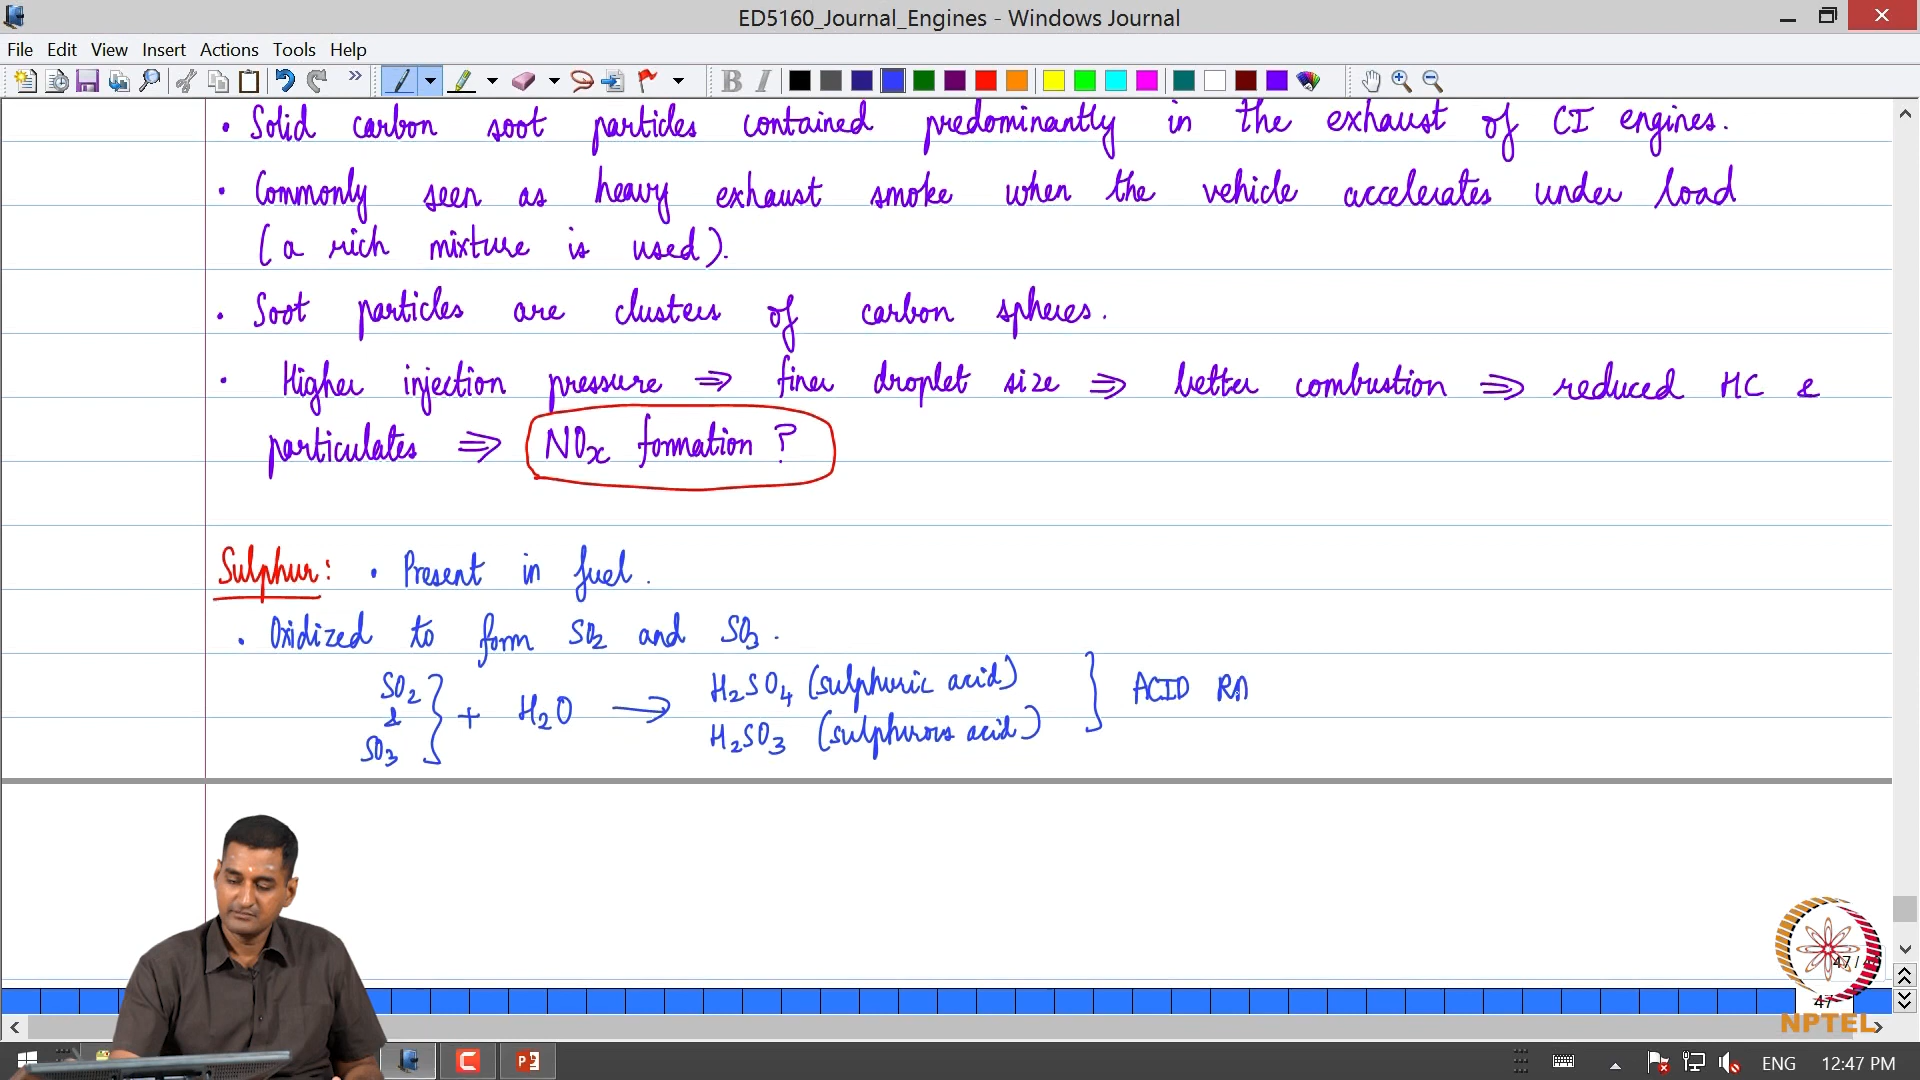 ED5160_Journal_Engines - Windows Journal
File Edit View Insert Actions Tools Help
• Solid carbon soot particles contained predominantly in the exhaust of CI engines.
• Commonly seen as heavy exhaust smoke when the vehicle accelerates under load
(a rich mixture is used).
• Soot particles are clusters of carbon spheres.
• Higher injection pressure ⇒ finer droplet size ⇒ better combustion ⇒ reduced HC &
particulates ⇒ NOx formation ?
Sulphur: • Present in fuel.
• Oxidized to form SO2 and SO3.
SO2 & SO3 } + H2O → H2SO4 (sulphuric acid) H2SO3 (sulphurous acid) } ACID RA
47 /
47
NPTEL
ENG 12:47 PM